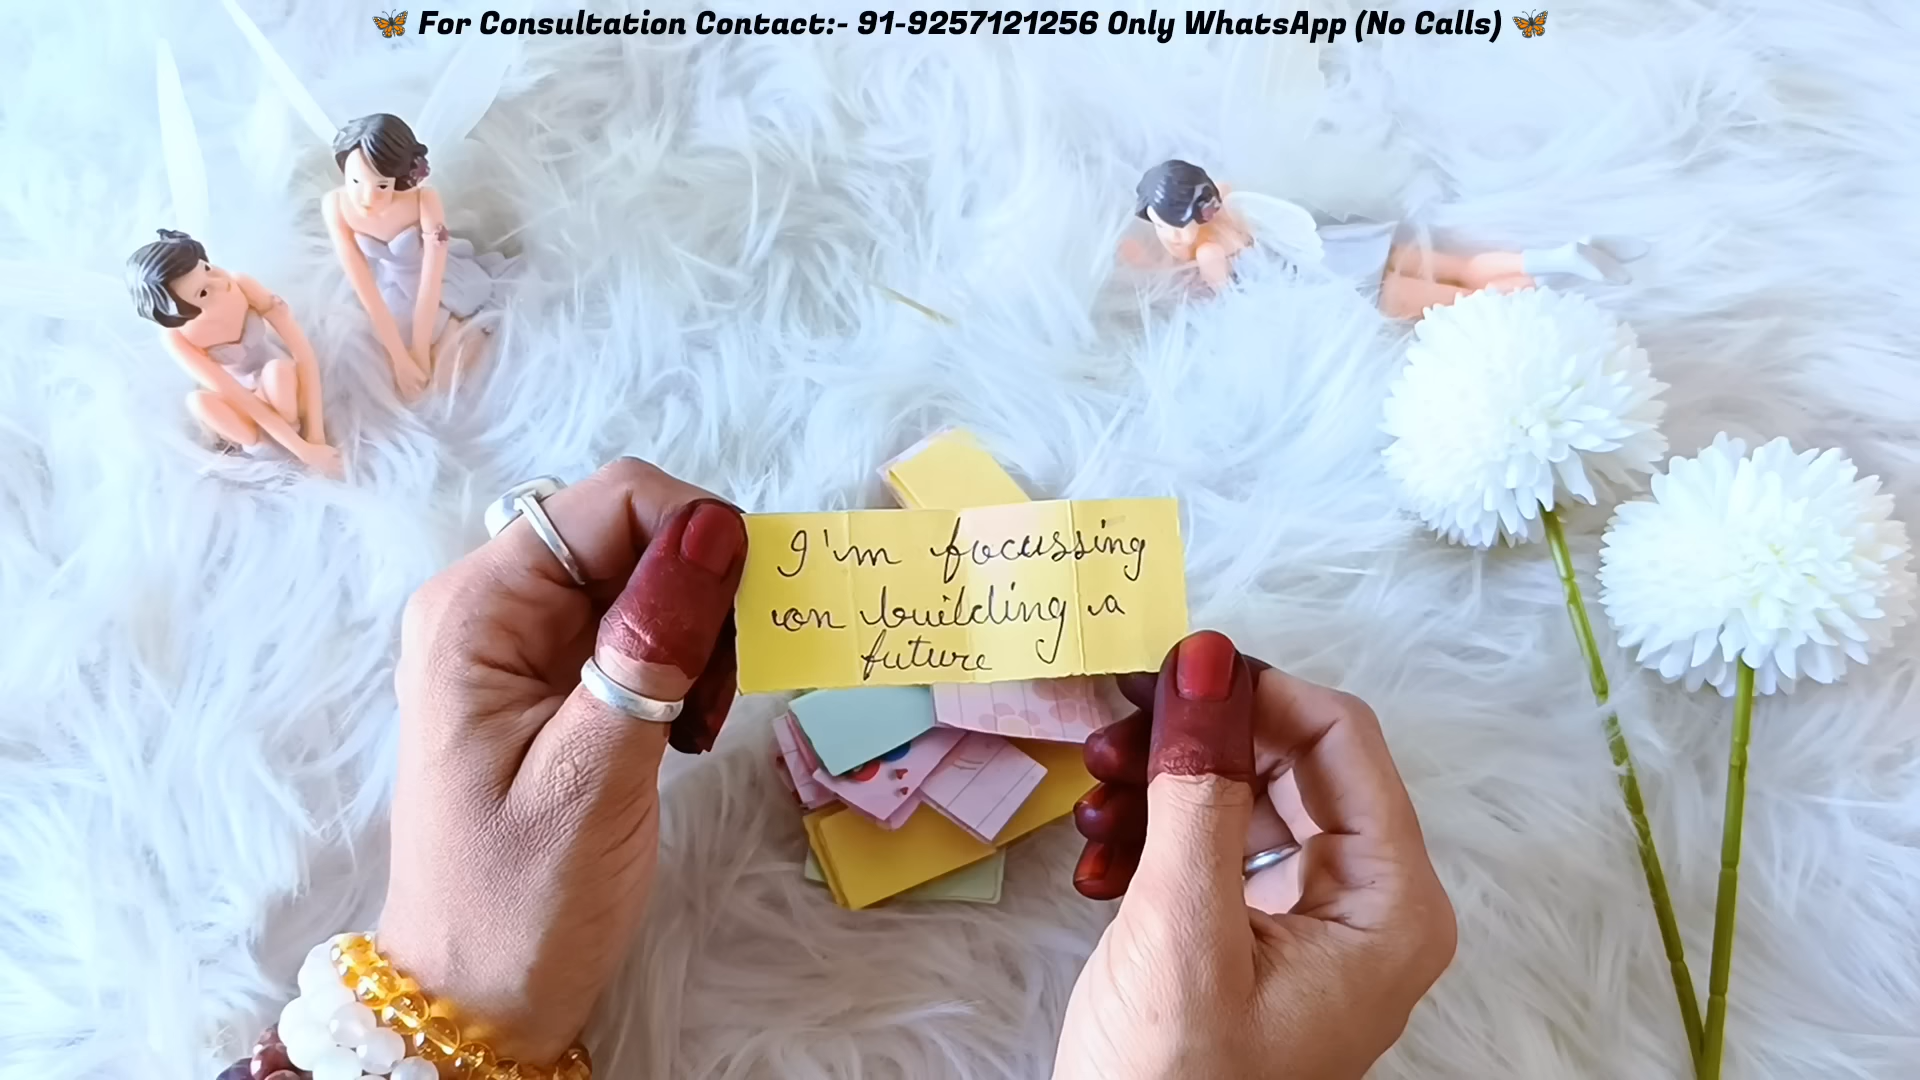 🦋 For Consultation Contact:- 91-9257121256 Only WhatsApp (No Calls) 🦋
I'm focussing
on building a
future